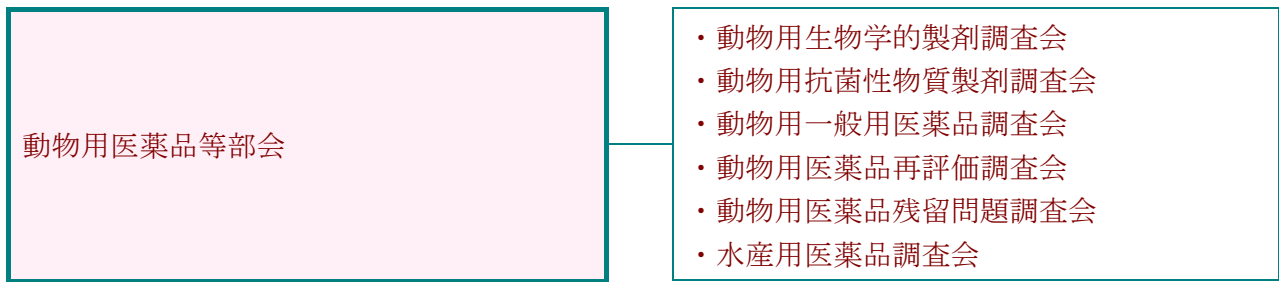 動物用医薬品等部会
・動物用生物学的製剤調査会
・動物用抗菌性物質製剤調査会
・動物用一般用医薬品調査会
・動物用医薬品再評価調査会
・動物用医薬品残留問題調査会
・水産用医薬品調査会